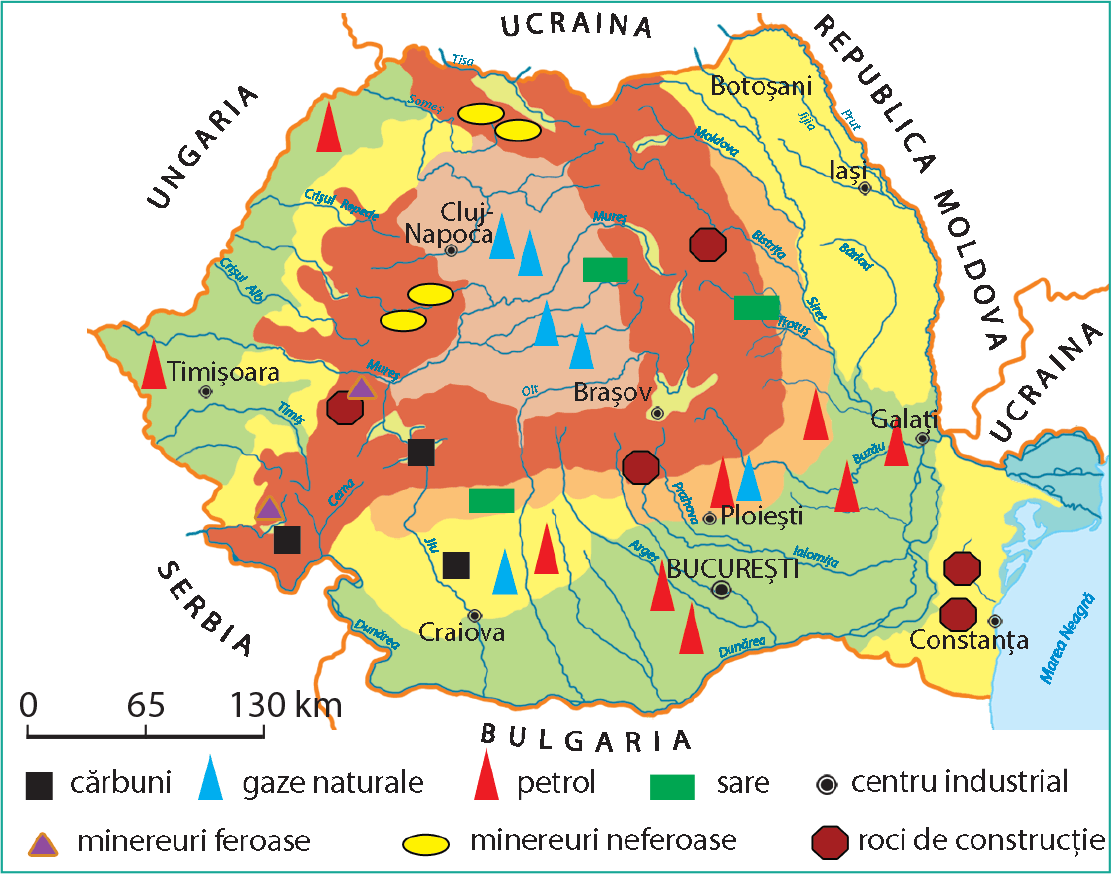 UCRAINA
REPUBLICA MOLDOVA
UNGARIA
Tisa
Someș
Botoșani
Jijia
Prut
Moldova
Iași
Crișul Repede
Cluj-
Napoca
Mureș
Bistrița
Bârlad
Crișul Alb
Siret
Trotuș
UCRAINA
Timișoara
Mureș
Olt
Brașov
Timiș
Galați
Buzău
Cerna
Prahova
Ploiești
Jiu
Argeș
BUCUREȘTI
Ialomița
SERBIA
Craiova
Dunărea
Dunărea
Constanța
Marea Neagră
0 65 130 km
BULGARIA
cărbuni gaze naturale petrol sare centru industrial
minereuri feroase minereuri neferoase roci de construcție